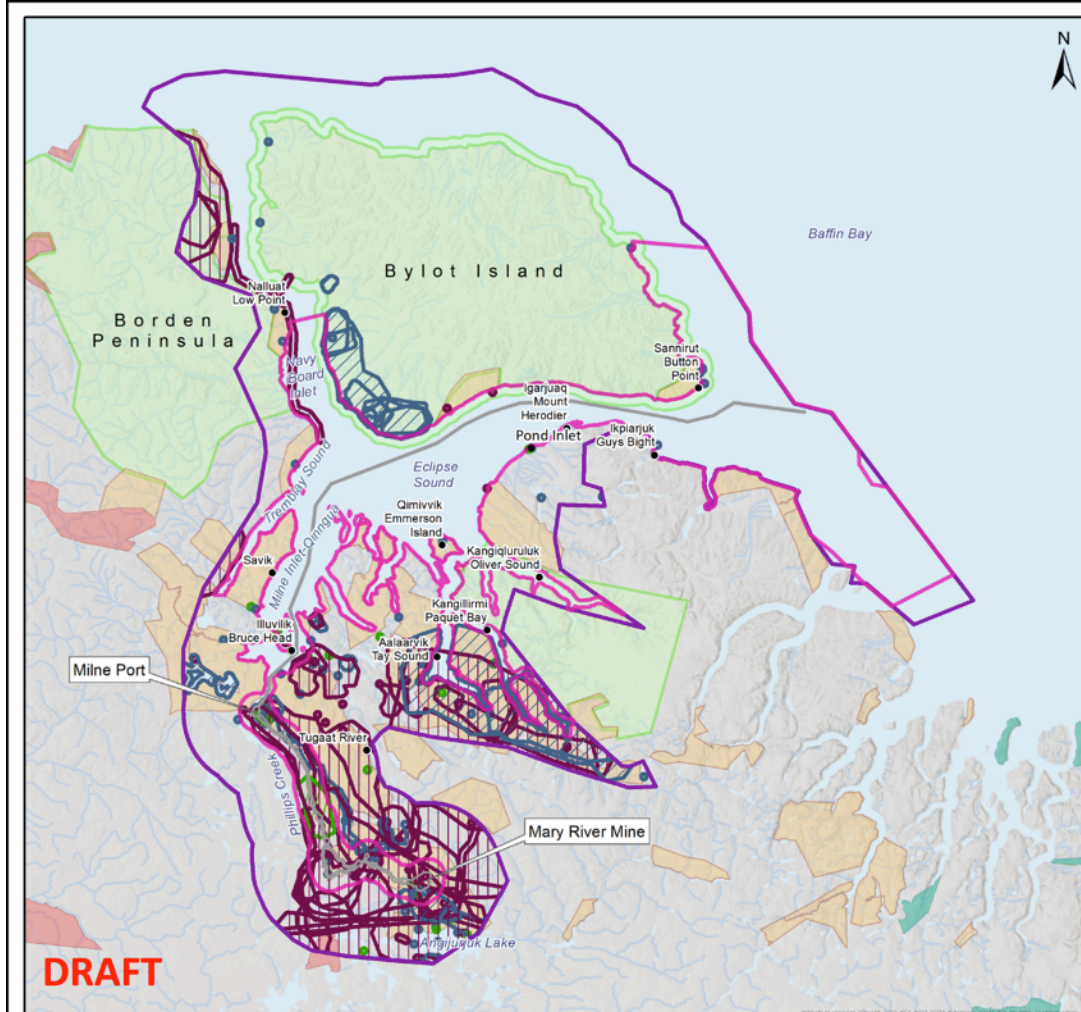 N
Baffin Bay
Bylot Island
Nalluat
Low Point
Borden
Peninsula
Navy
Board
Inlet
Sannirut
Button
Point
Igarjuaq
Mount
Herodier
Pond Inlet
Ikpiarjuk
Guys Bight
Eclipse
Sound
Tremblay Sound
Qimivvik
Emmerson
Island
Milne Inlet-Qinngua
Savik
Kangiqluruluk
Oliver Sound
Kangillirmi
Paquet Bay
Illuvilik
Bruce Head
Aalaarvik
Tay Sound
Milne Port
Tugaat River
Phillips Creek
Mary River Mine
Angijurjuk Lake
DRAFT